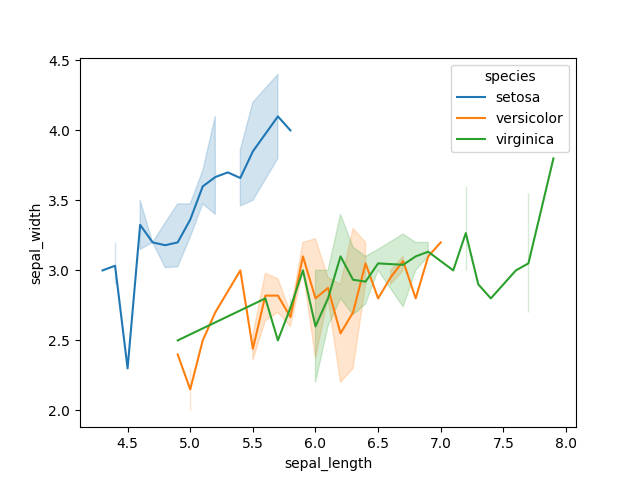 species
setosa
versicolor
virginica
4.5
4.0
3.5
3.0
2.5
2.0
sepal_width
4.5 5.0 5.5 6.0 6.5 7.0 7.5 8.0
sepal_length